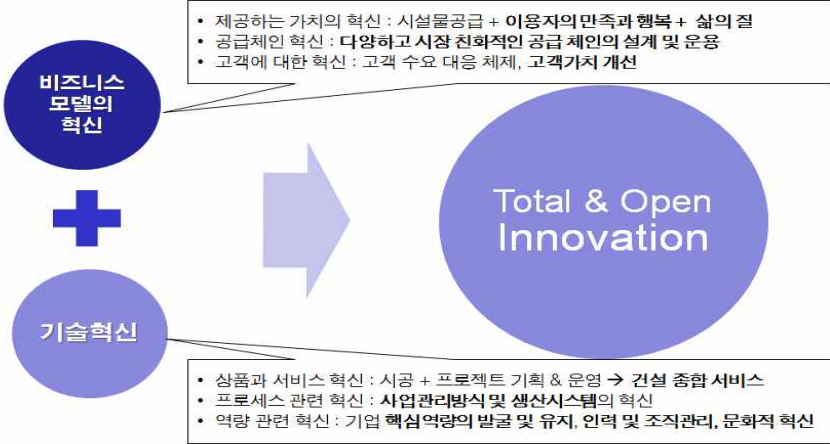 • 제공하는 가치의 혁신 : 시설물공급 + 이용자의 만족과 행복 + 삶의 질
• 공급체인 혁신 : 다양하고 시장 친화적인 공급 체인의 설계 및 운용
• 고객에 대한 혁신 : 고객 수요 대응 체제, 고객가치 개선
비즈니스
모델의
혁신
Total & Open
Innovation
기술혁신
• 상품과 서비스 혁신 : 시공 + 프로젝트 기획 & 운영 → 건설 종합 서비스
• 프로세스 관련 혁신 : 사업관리방식 및 생산시스템의 혁신
• 역량 관련 혁신 : 기업 핵심역량의 발굴 및 유지, 인력 및 조직관리, 문화적 혁신